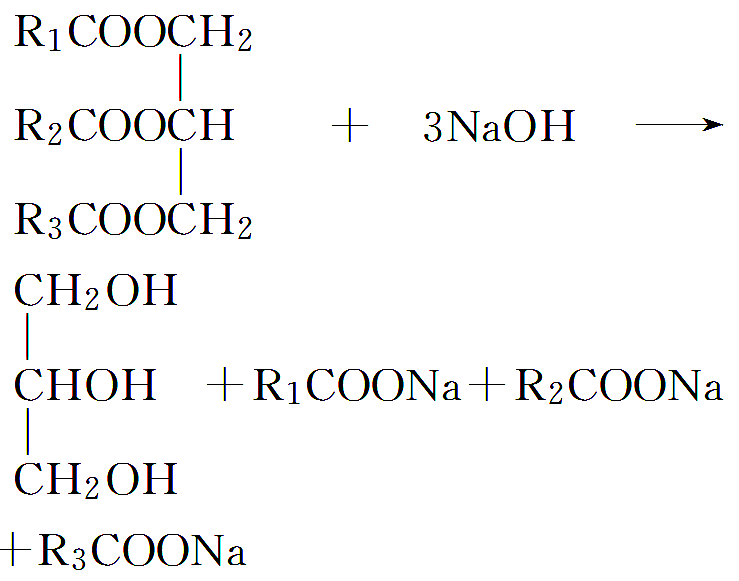 R₁COOCH₂
R₂COOCH + 3NaOH ⟶
R₃COOCH₂
CH₂OH
CHOH +R₁COONa+R₂COONa
CH₂OH
+R₃COONa